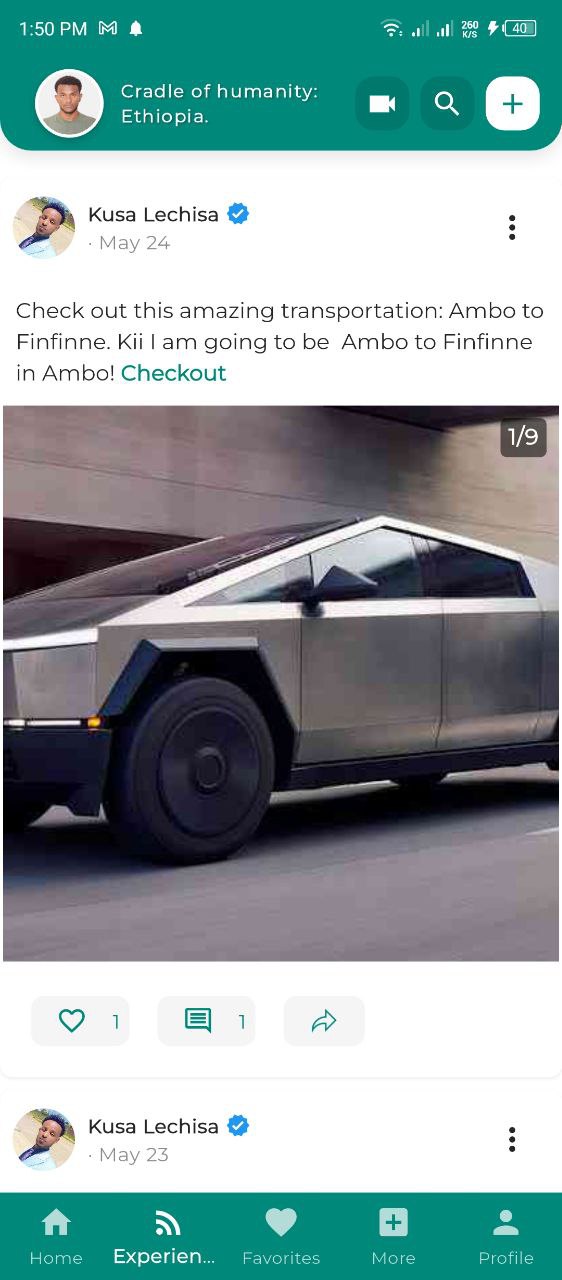 1:50 PM
260
K/S
40
Cradle of humanity:
Ethiopia.
Kusa Lechisa
· May 24
Check out this amazing transportation: Ambo to
Finfinne. Kii I am going to be  Ambo to Finfinne
in Ambo! Checkout
1/9
1
1
Kusa Lechisa
· May 23
Home
Experien...
Favorites
More
Profile